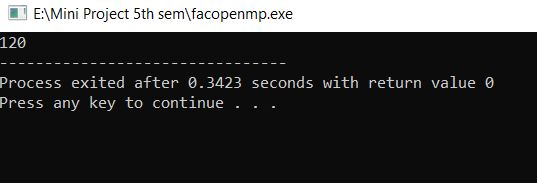 E:\Mini Project 5th sem\facopenmp.exe
120
--------------------------------
Process exited after 0.3423 seconds with return value 0
Press any key to continue . . .